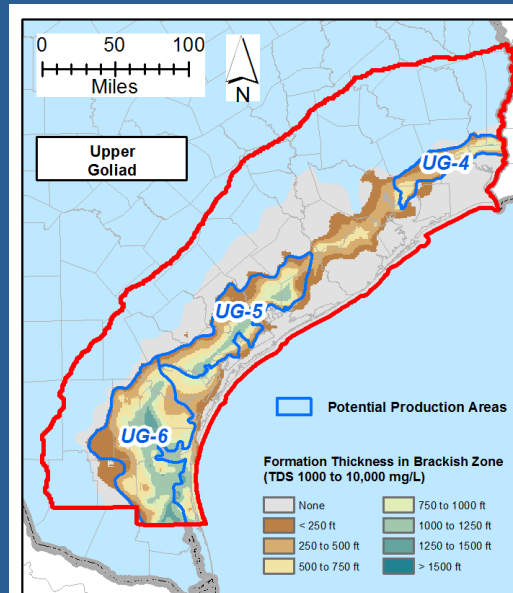 0 50 100
Miles
N
Upper
Goliad
UG-4
UG-5
UG-6
Potential Production Areas
Formation Thickness in Brackish Zone
(TDS 1000 to 10,000 mg/L)
None
< 250 ft
250 to 500 ft
500 to 750 ft
750 to 1000 ft
1000 to 1250 ft
1250 to 1500 ft
> 1500 ft